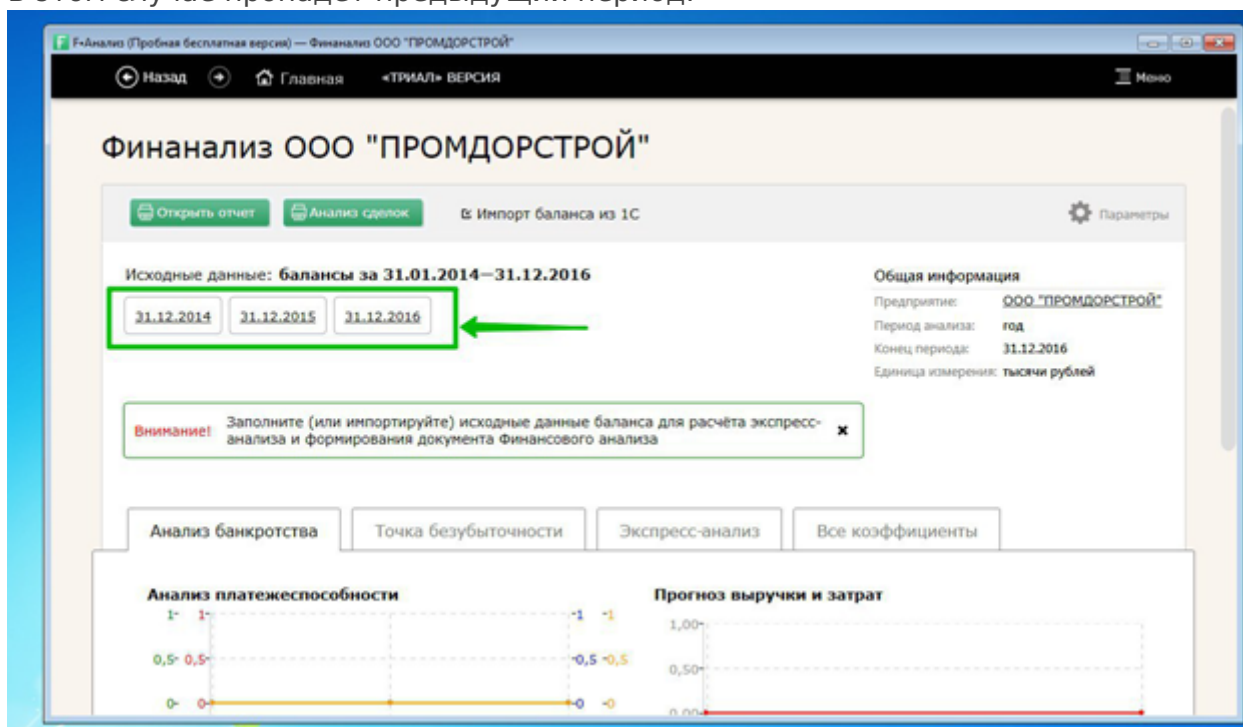 В этом случае пропадет предыдущий период.
F+Анализ (Пробная бесплатная версия) — Финанализ ООО "ПРОМДОРСТРОЙ"
Назад Главная «ТРИАЛ» ВЕРСИЯ Меню
Финанализ ООО "ПРОМДОРСТРОЙ"
Открыть отчет Анализ сделок Импорт баланса из 1С Параметры
Исходные данные: балансы за 31.01.2014—31.12.2016
31.12.2014 31.12.2015 31.12.2016
Общая информация
Предприятие: ООО "ПРОМДОРСТРОЙ"
Период анализа: год
Конец периода: 31.12.2016
Единица измерения: тысячи рублей
Внимание! Заполните (или импортируйте) исходные данные баланса для расчёта экспресс-
анализа и формирования документа Финансового анализа
Анализ банкротства Точка безубыточности Экспресс-анализ Все коэффициенты
Анализ платежеспособности
1- 1- -1 -1
0,5- 0,5- -0,5 -0,5
0- 0- -0 -0
Прогноз выручки и затрат
1,00-
0,50-
0,00-